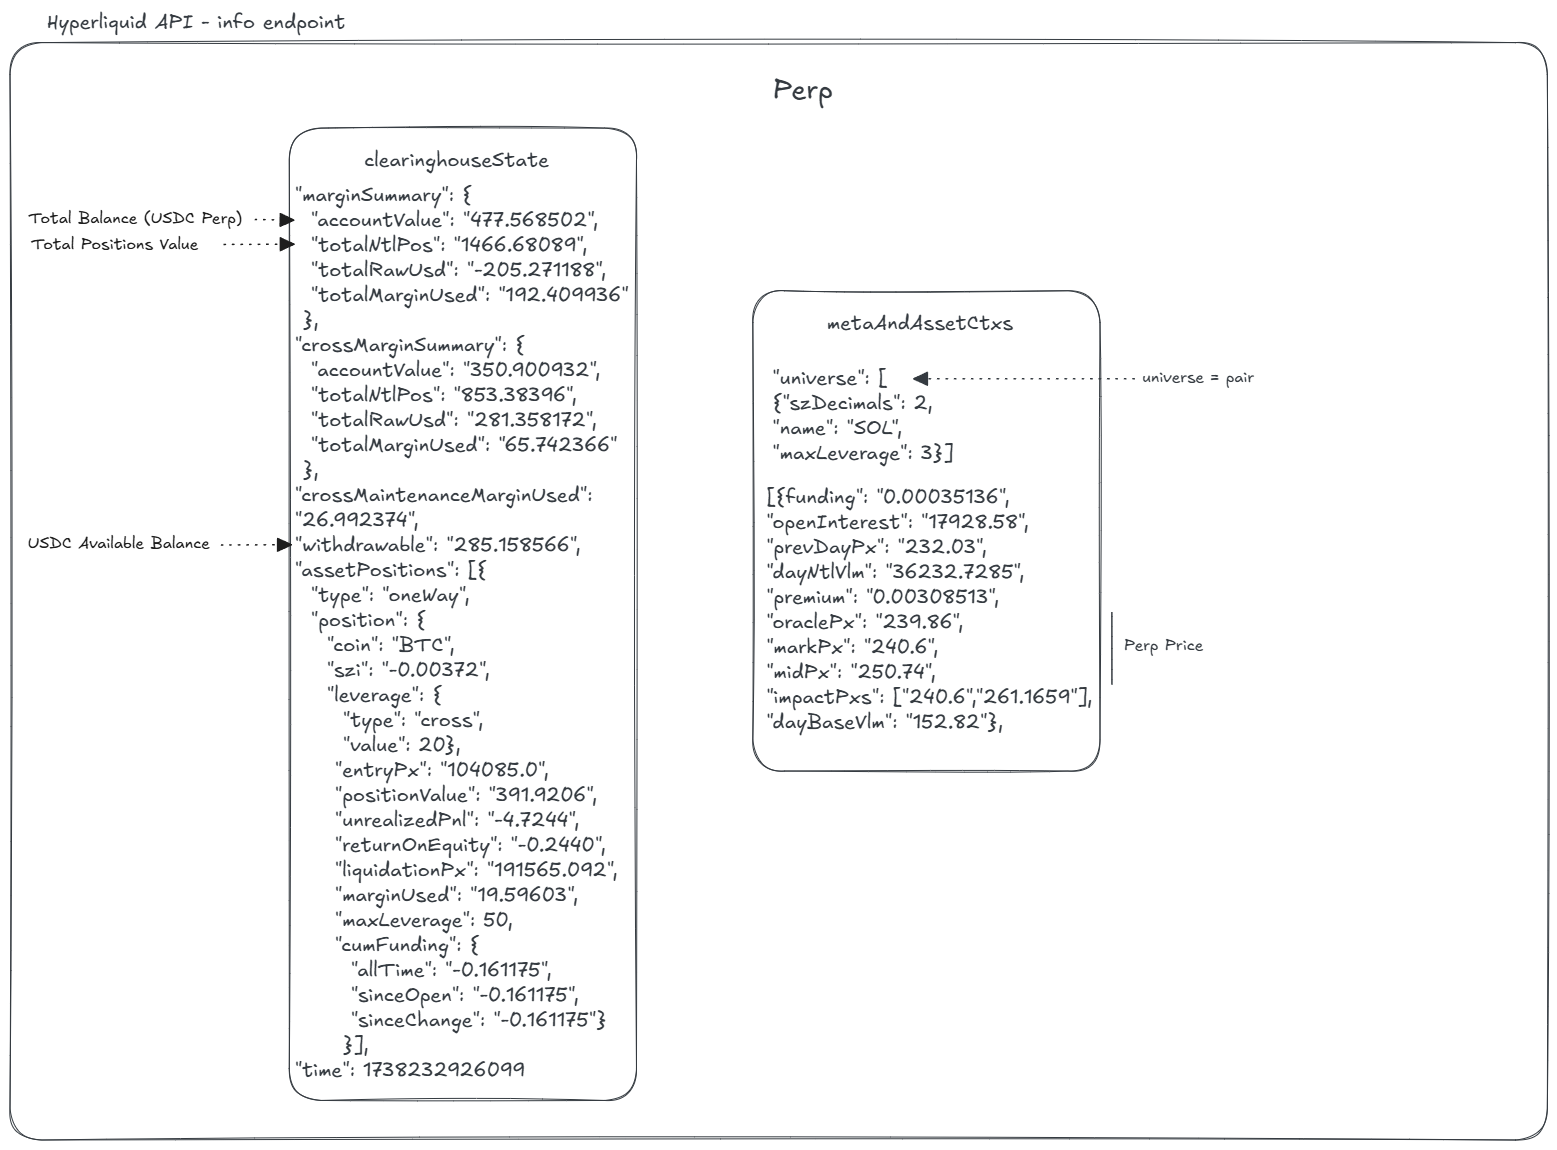 Hyperliquid API - info endpoint
Perp
clearinghouseState
"marginSummary": {
Total Balance (USDC Perp)
"accountValue": "477.568502",
Total Positions Value
"totalNtlPos": "1466.68089",
"totalRawUsd": "-205.271188",
"totalMarginUsed": "192.409936"
},
"crossMarginSummary": {
"accountValue": "350.900932",
"totalNtlPos": "853.38396",
"totalRawUsd": "281.358172",
"totalMarginUsed": "65.742366"
},
"crossMaintenanceMarginUsed":
"26.992374",
USDC Available Balance
"withdrawable": "285.158566",
"assetPositions": [{
"type": "oneWay",
"position": {
"coin": "BTC",
"szi": "-0.00372",
"leverage": {
"type": "cross",
"value": 20},
"entryPx": "104085.0",
"positionValue": "391.9206",
"unrealizedPnl": "-4.7244",
"returnOnEquity": "-0.2440",
"liquidationPx": "191565.092",
"marginUsed": "19.59603",
"maxLeverage": 50,
"cumFunding": {
"allTime": "-0.161175",
"sinceOpen": "-0.161175",
"sinceChange": "-0.161175"}
}],
"time": 1738232926099
metaAndAssetCtxs
"universe": [
universe = pair
{"szDecimals": 2,
"name": "SOL",
"maxLeverage": 3}]
[{funding": "0.00035136",
"openInterest": "17928.58",
"prevDayPx": "232.03",
"dayNtlVlm": "36232.7285",
"premium": "0.00308513",
"oraclePx": "239.86",
"markPx": "240.6",
Perp Price
"midPx": "250.74",
"impactPxs": ["240.6","261.1659"],
"dayBaseVlm": "152.82"},